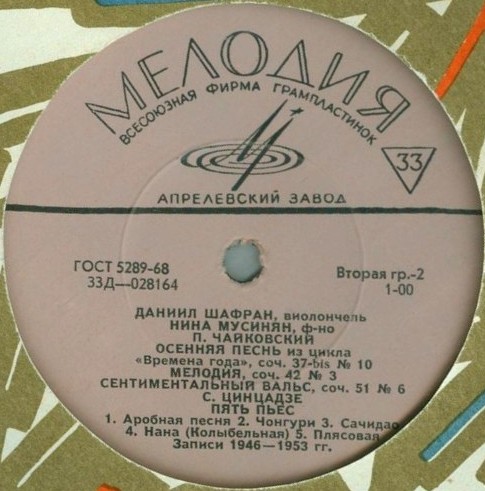 МЕЛОДИЯ
ВСЕСОЮЗНАЯ ФИРМА ГРАМПЛАСТИНОК
33
АПРЕЛЕВСКИЙ ЗАВОД
ГОСТ 5289-68
33Д—028164
Вторая гр.-2
1-00
ДАНИИЛ ШАФРАН, виолончель
НИНА МУСИНЯН, ф-но
П. ЧАЙКОВСКИЙ
ОСЕННЯЯ ПЕСНЬ из цикла
«Времена года», соч. 37-bis № 10
МЕЛОДИЯ, соч. 42 № 3
СЕНТИМЕНТАЛЬНЫЙ ВАЛЬС, соч. 51 № 6
С. ЦИНЦАДЗЕ
ПЯТЬ ПЬЕС
1. Аробная песня 2. Чонгури 3. Сачидао
4. Нана (Колыбельная) 5. Плясовая
Записи 1946—1953 гг.